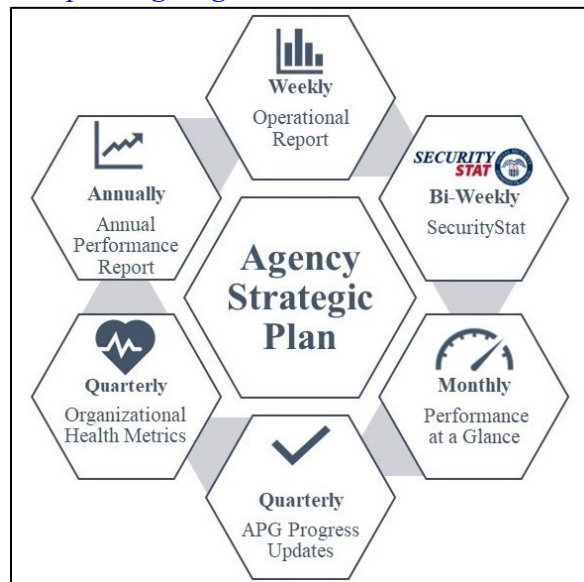 Weekly
Operational
Report
SECURITY
STAT
Bi-Weekly
SecurityStat
Monthly
Performance
at a Glance
Quarterly
APG Progress
Updates
Quarterly
Organizational
Health Metrics
Annually
Annual
Performance
Report
Agency
Strategic
Plan